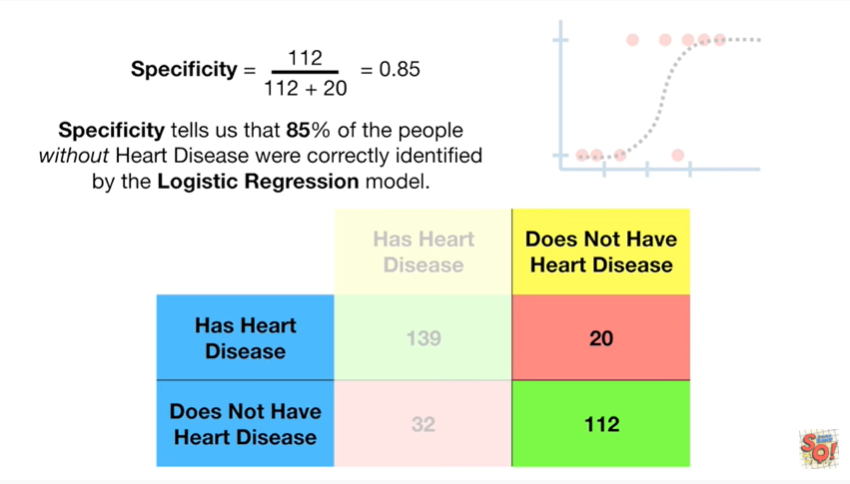 Specificity = 112 / 112 + 20 = 0.85
Specificity tells us that 85% of the people
without Heart Disease were correctly identified
by the Logistic Regression model.
Has Heart
Disease
Does Not Have
Heart Disease
Has Heart
Disease
139
20
Does Not Have
Heart Disease
32
112
SQ!